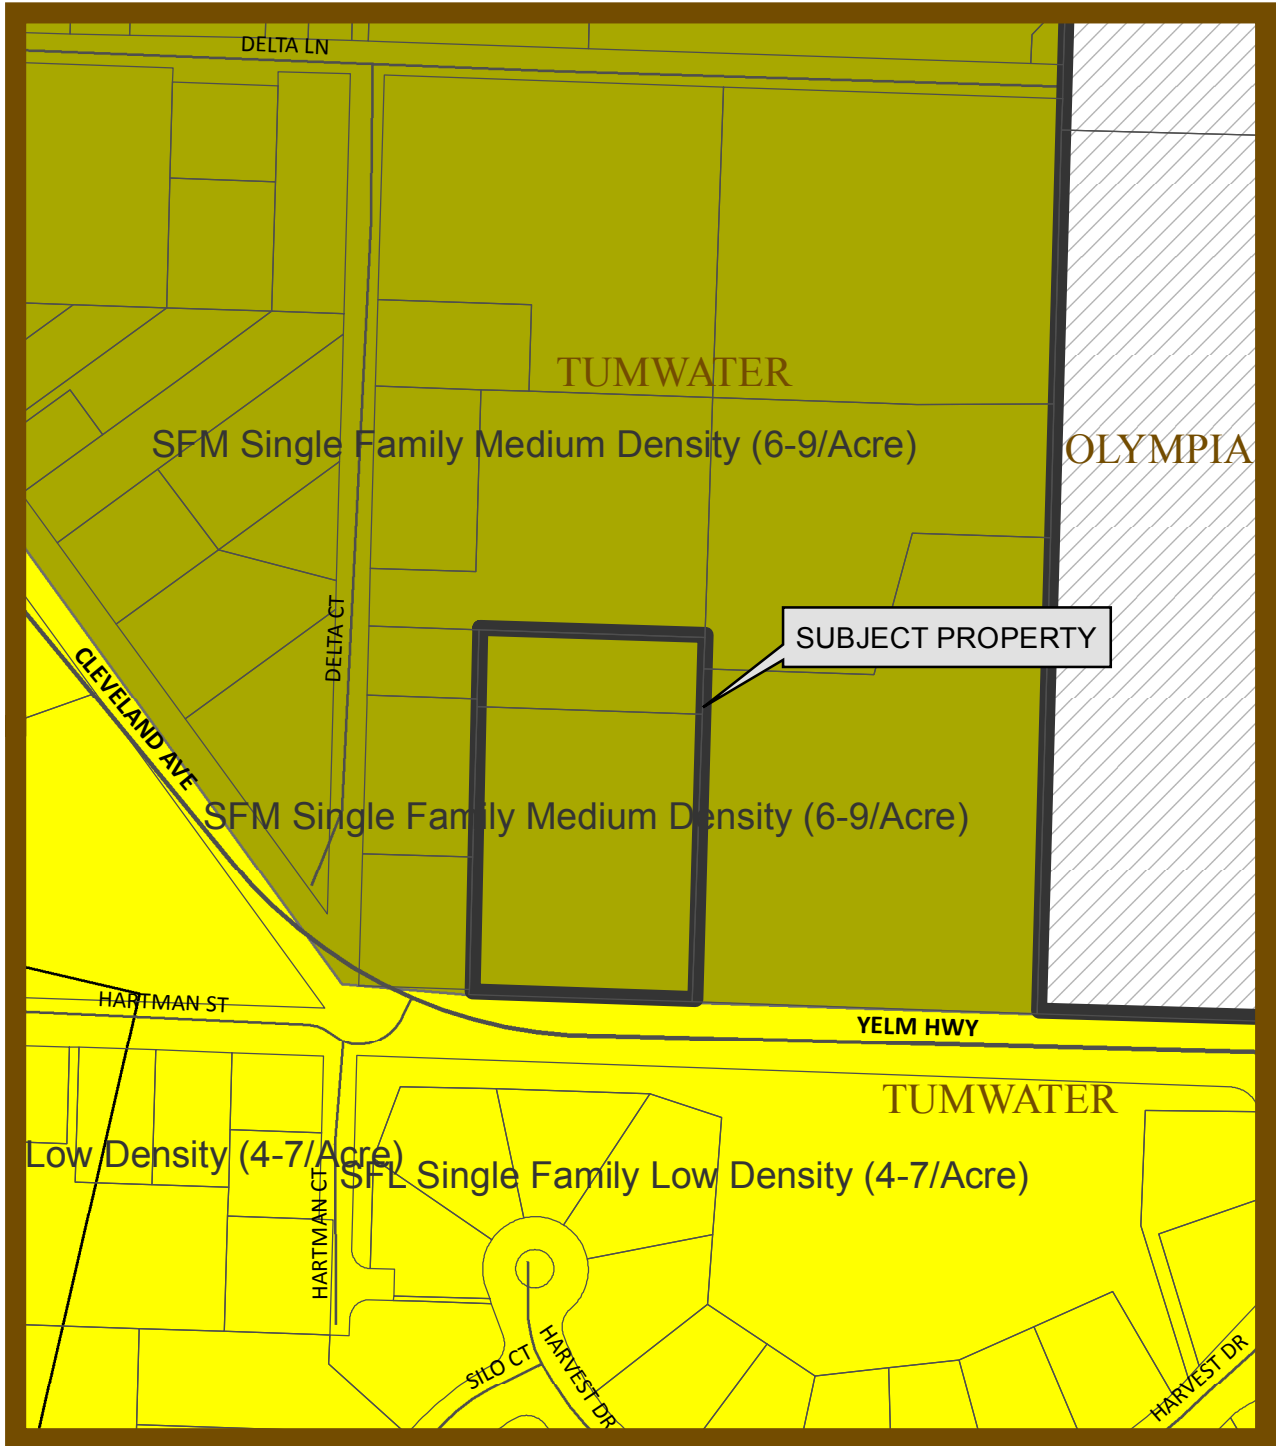 DELTA LN
TUMWATER
SFM Single Family Medium Density (6-9/Acre)
OLYMPIA
DELTA CT
SUBJECT PROPERTY
CLEVELAND AVE
SFM Single Family Medium Density (6-9/Acre)
HARTMAN ST
YELM HWY
TUMWATER
Low Density (4-7/Acre)
SFL Single Family Low Density (4-7/Acre)
HARTMAN CT
SILO CT
HARVEST DR
HARVEST DR